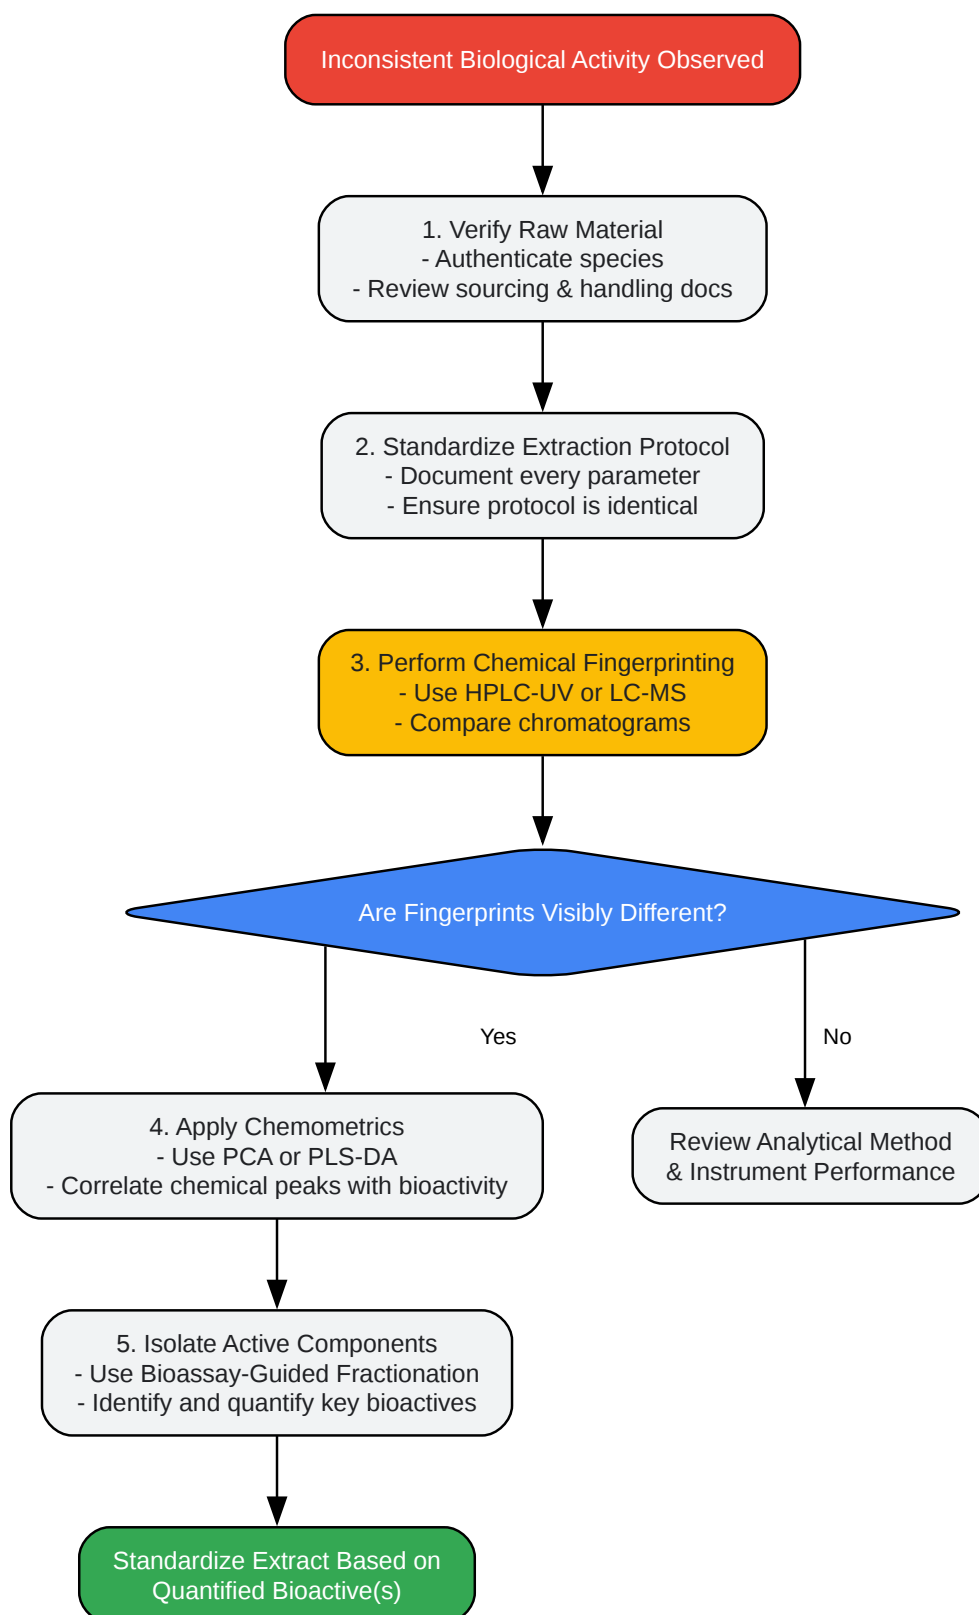 Inconsistent Biological Activity Observed
1. Verify Raw Material
- Authenticate species
- Review sourcing & handling docs
2. Standardize Extraction Protocol
- Document every parameter
- Ensure protocol is identical
3. Perform Chemical Fingerprinting
- Use HPLC-UV or LC-MS
- Compare chromatograms
Are Fingerprints Visibly Different?
Yes
No
4. Apply Chemometrics
- Use PCA or PLS-DA
- Correlate chemical peaks with bioactivity
Review Analytical Method
& Instrument Performance
5. Isolate Active Components
- Use Bioassay-Guided Fractionation
- Identify and quantify key bioactives
Standardize Extract Based on
Quantified Bioactive(s)